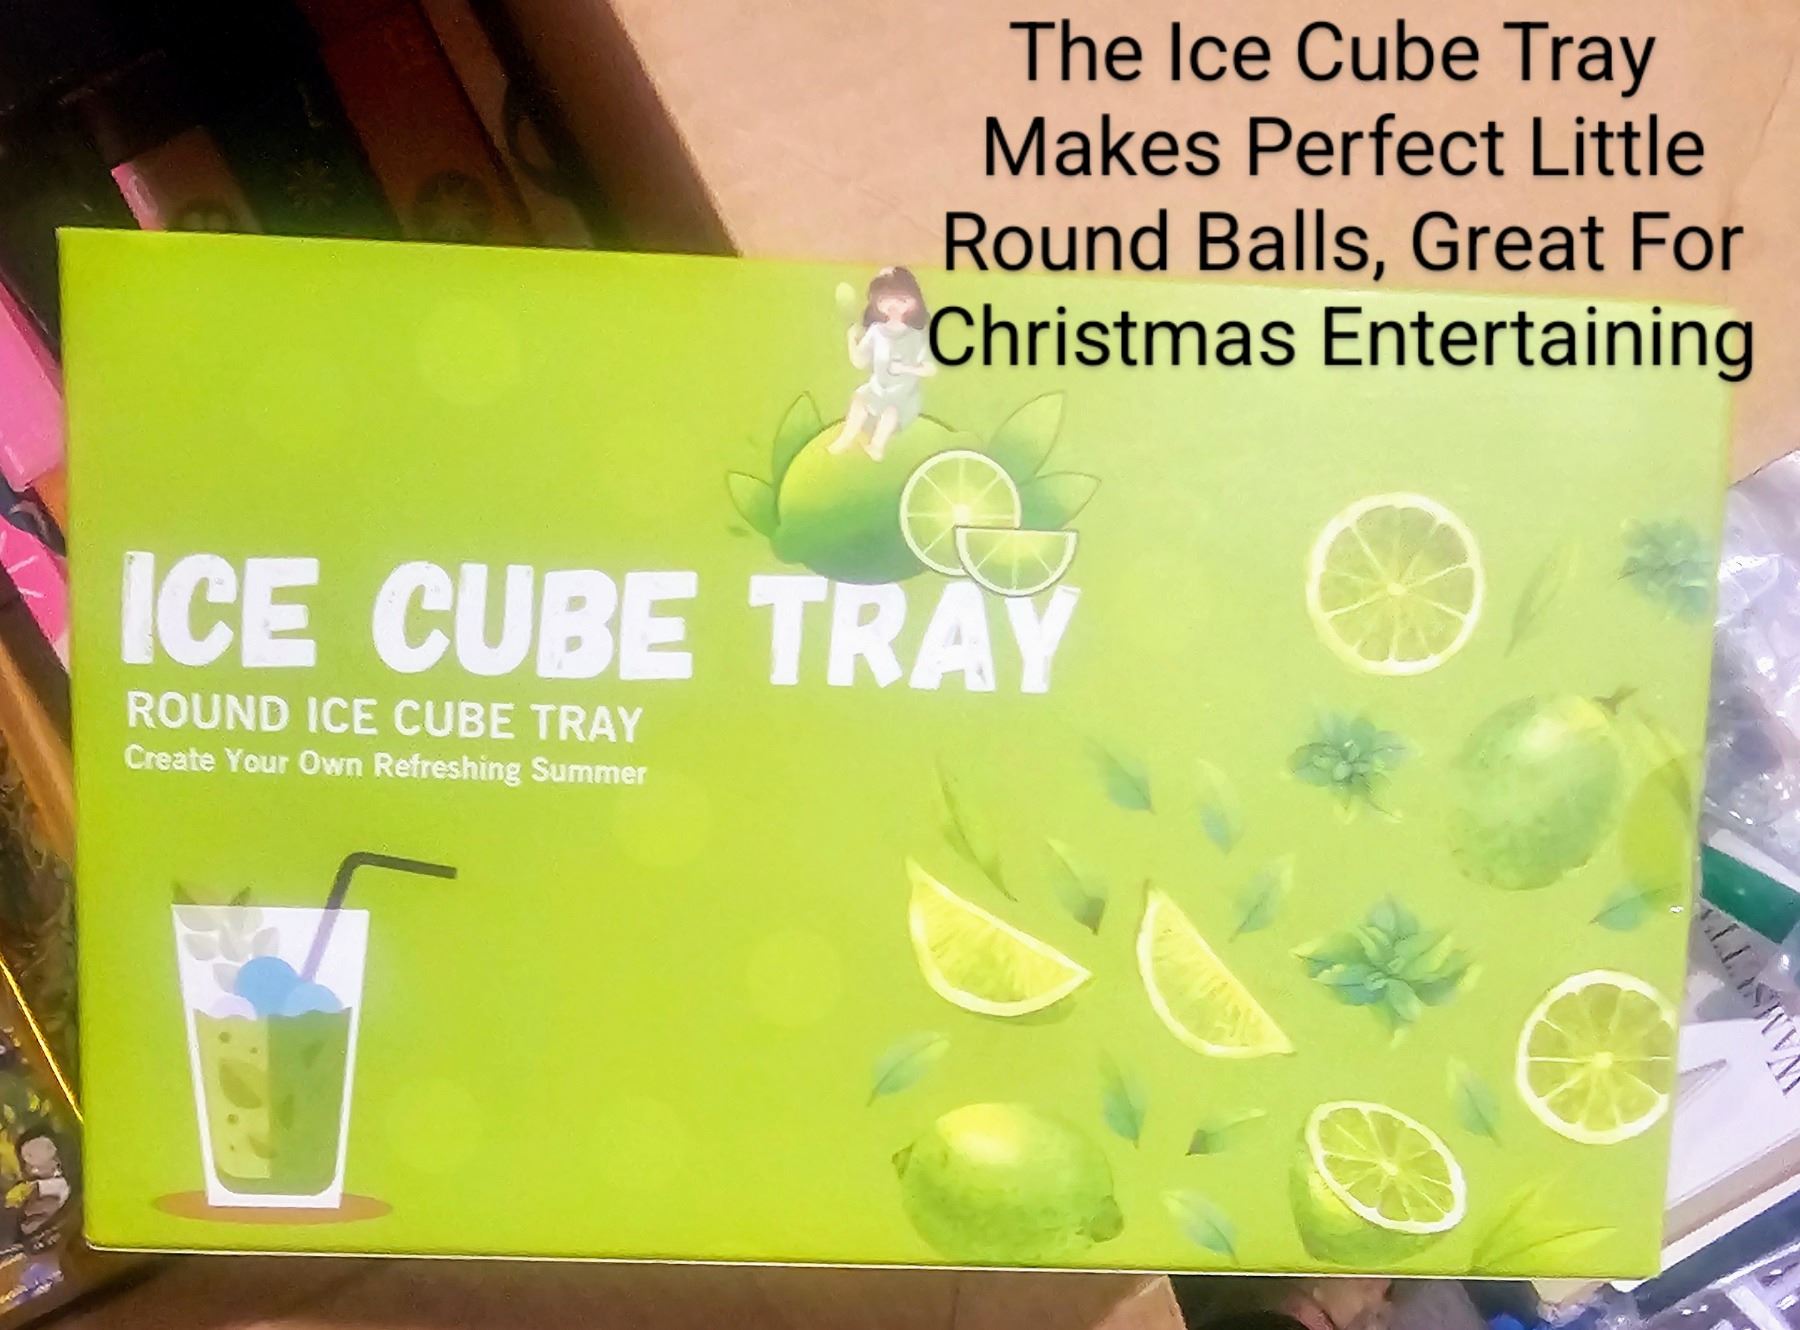 The Ice Cube Tray
Makes Perfect Little
Round Balls, Great For
Christmas Entertaining
ICE CUBE TRAY
ROUND ICE CUBE TRAY
Create Your Own Refreshing Summer